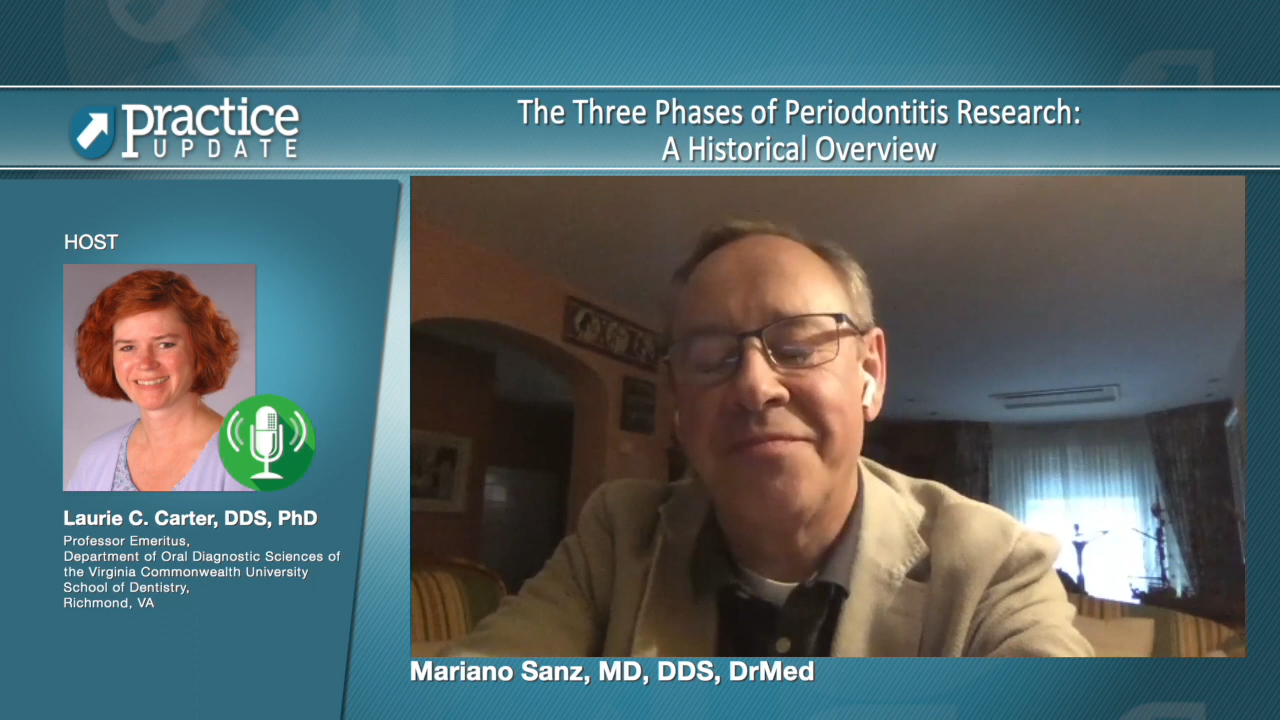 practice
UPDATE
The Three Phases of Periodontitis Research:
A Historical Overview
HOST
Laurie C. Carter, DDS, PhD
Professor Emeritus,
Department of Oral Diagnostic Sciences of
the Virginia Commonwealth University
School of Dentistry,
Richmond, VA
Mariano Sanz, MD, DDS, DrMed